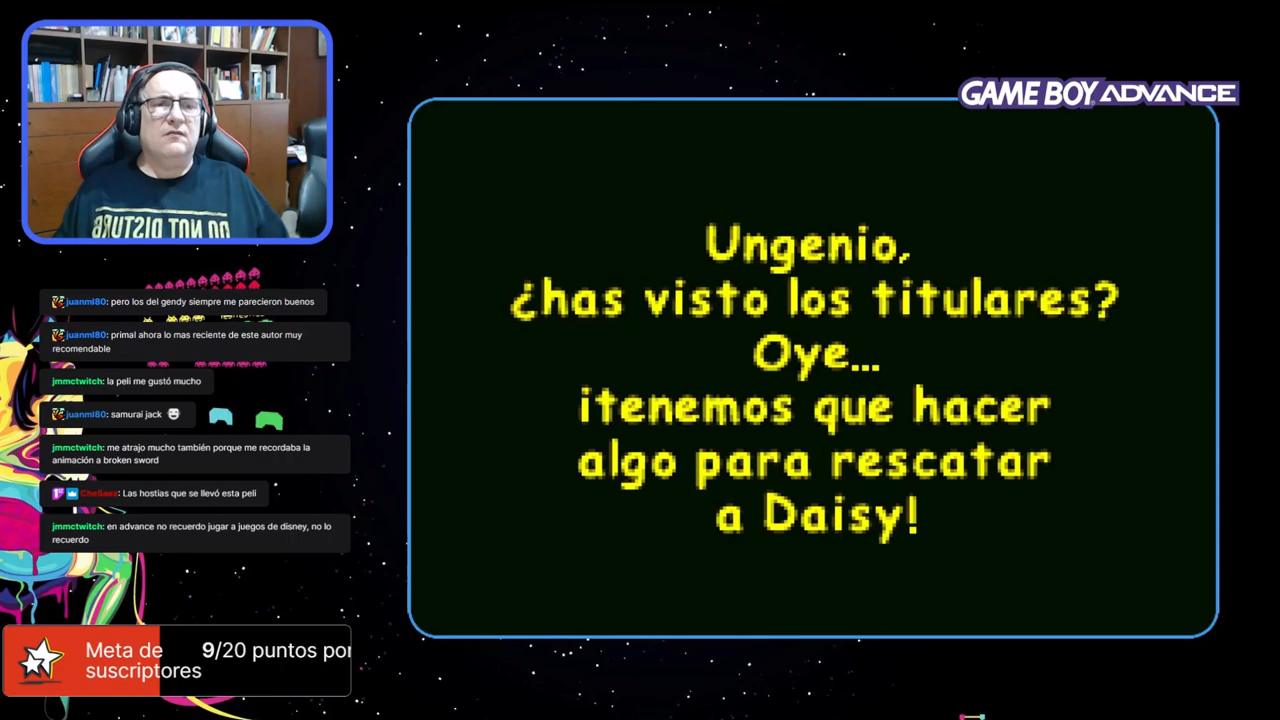 GAME BOY ADVANCE
DO NOT DISTURB
Ungenio,
¿has visto los titulares?
Oye...
¡tenemos que hacer
algo para rescatar
a Daisy!
juanml80: pero los del gendy siempre me parecieron buenos
juanml80: primal ahora lo mas reciente de este autor muy
recomendable
jmmctwitch: la peli me gustó mucho
juanml80: samurai jack
jmmctwitch: me atrajo mucho también porque me recordaba la
animación a broken sword
CheSaez: Las hostias que se llevó esta peli
jmmctwitch: en advance no recuerdo jugar a juegos de disney, no lo
recuerdo
Meta de
suscriptores
9/20 puntos por